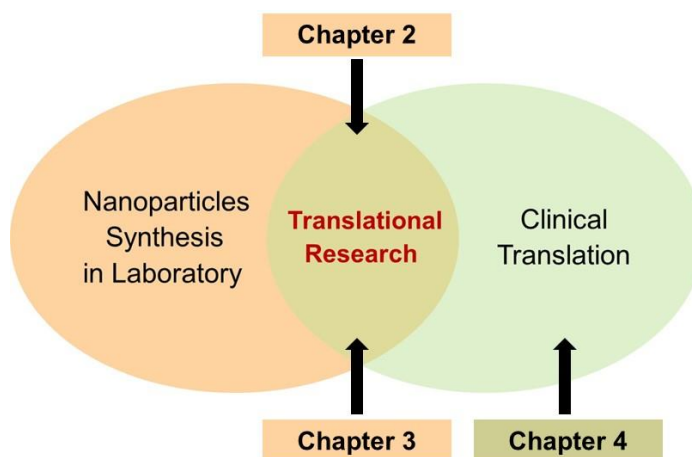 Chapter 2
Nanoparticles
Synthesis
in Laboratory
Translational
Research
Clinical
Translation
Chapter 3
Chapter 4